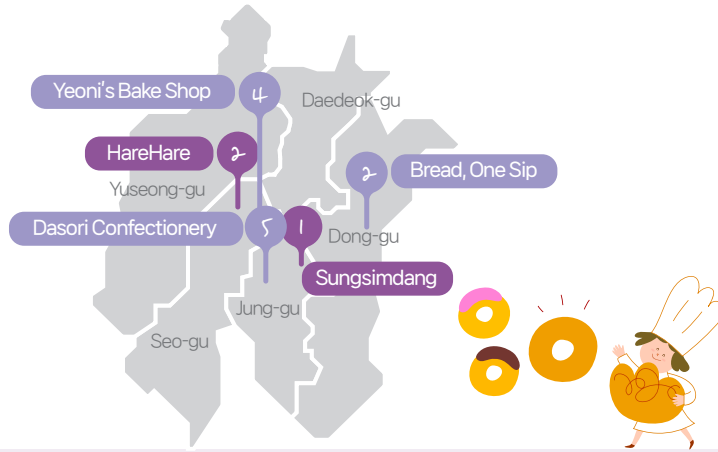 Yeoni's Bake Shop
4
Daedeok-gu
HareHare
2
2
Bread, One Sip
Yuseong-gu
Dasori Confectionery
5
1
Dong-gu
Sungsimdang
Jung-gu
Seo-gu